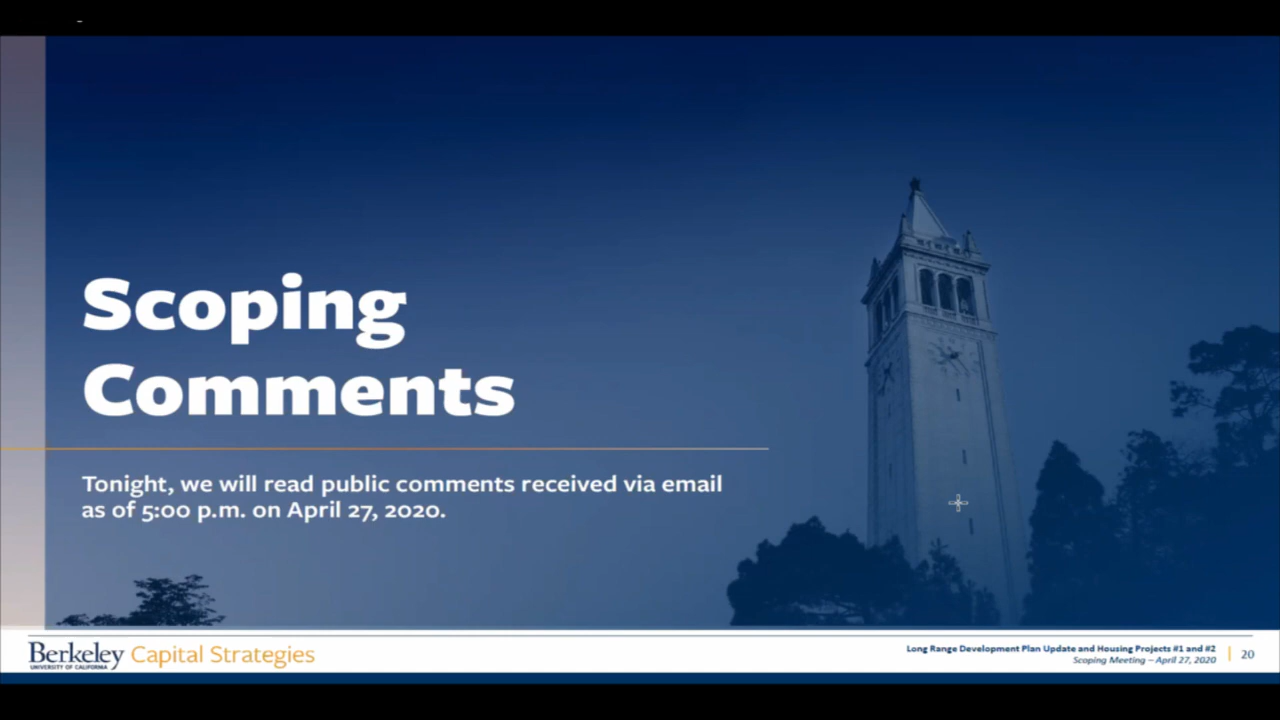 Scoping
Comments
Tonight, we will read public comments received via email
as of 5:00 p.m. on April 27, 2020.
Berkeley Capital Strategies
UNIVERSITY OF CALIFORNIA
Long Range Development Plan Update and Housing Projects #1 and #2
Scoping Meeting – April 27, 2020
20